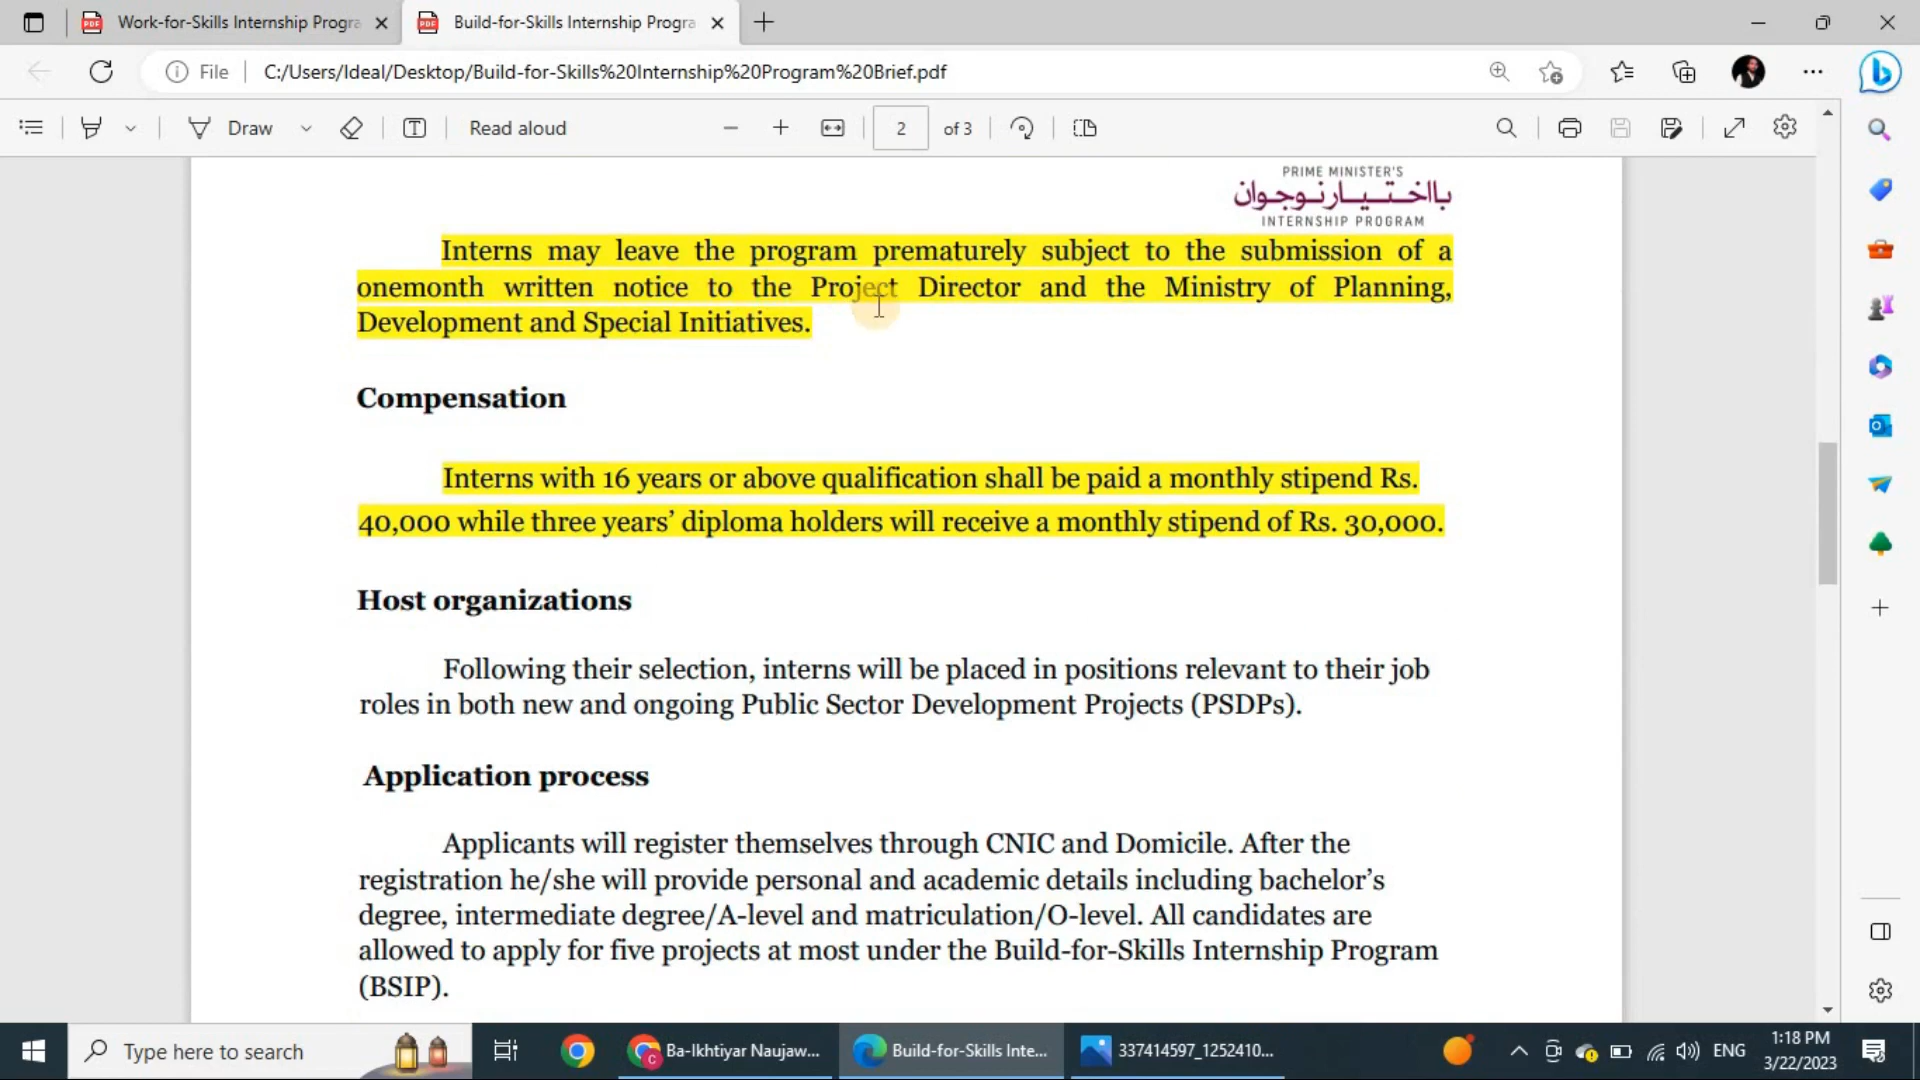 Work-for-Skills Internship Progra
Build-for-Skills Internship Progra
File
C:/Users/Ideal/Desktop/Build-for-Skills%20Internship%20Program%20Brief.pdf
Draw
Read aloud
2 of 3
PRIME MINISTER'S
بااختیار نوجوان
INTERNSHIP PROGRAM
Interns may leave the program prematurely subject to the submission of a
onemonth written notice to the Project Director and the Ministry of Planning,
Development and Special Initiatives.
Compensation
Interns with 16 years or above qualification shall be paid a monthly stipend Rs.
40,000 while three years' diploma holders will receive a monthly stipend of Rs. 30,000.
Host organizations
Following their selection, interns will be placed in positions relevant to their job
roles in both new and ongoing Public Sector Development Projects (PSDPs).
Application process
Applicants will register themselves through CNIC and Domicile. After the
registration he/she will provide personal and academic details including bachelor's
degree, intermediate degree/A-level and matriculation/O-level. All candidates are
allowed to apply for five projects at most under the Build-for-Skills Internship Program
(BSIP).
Type here to search
Ba-Ikhtiyar Naujaw...
Build-for-Skills Inte...
337414597_1252410...
ENG
1:18 PM
3/22/2023